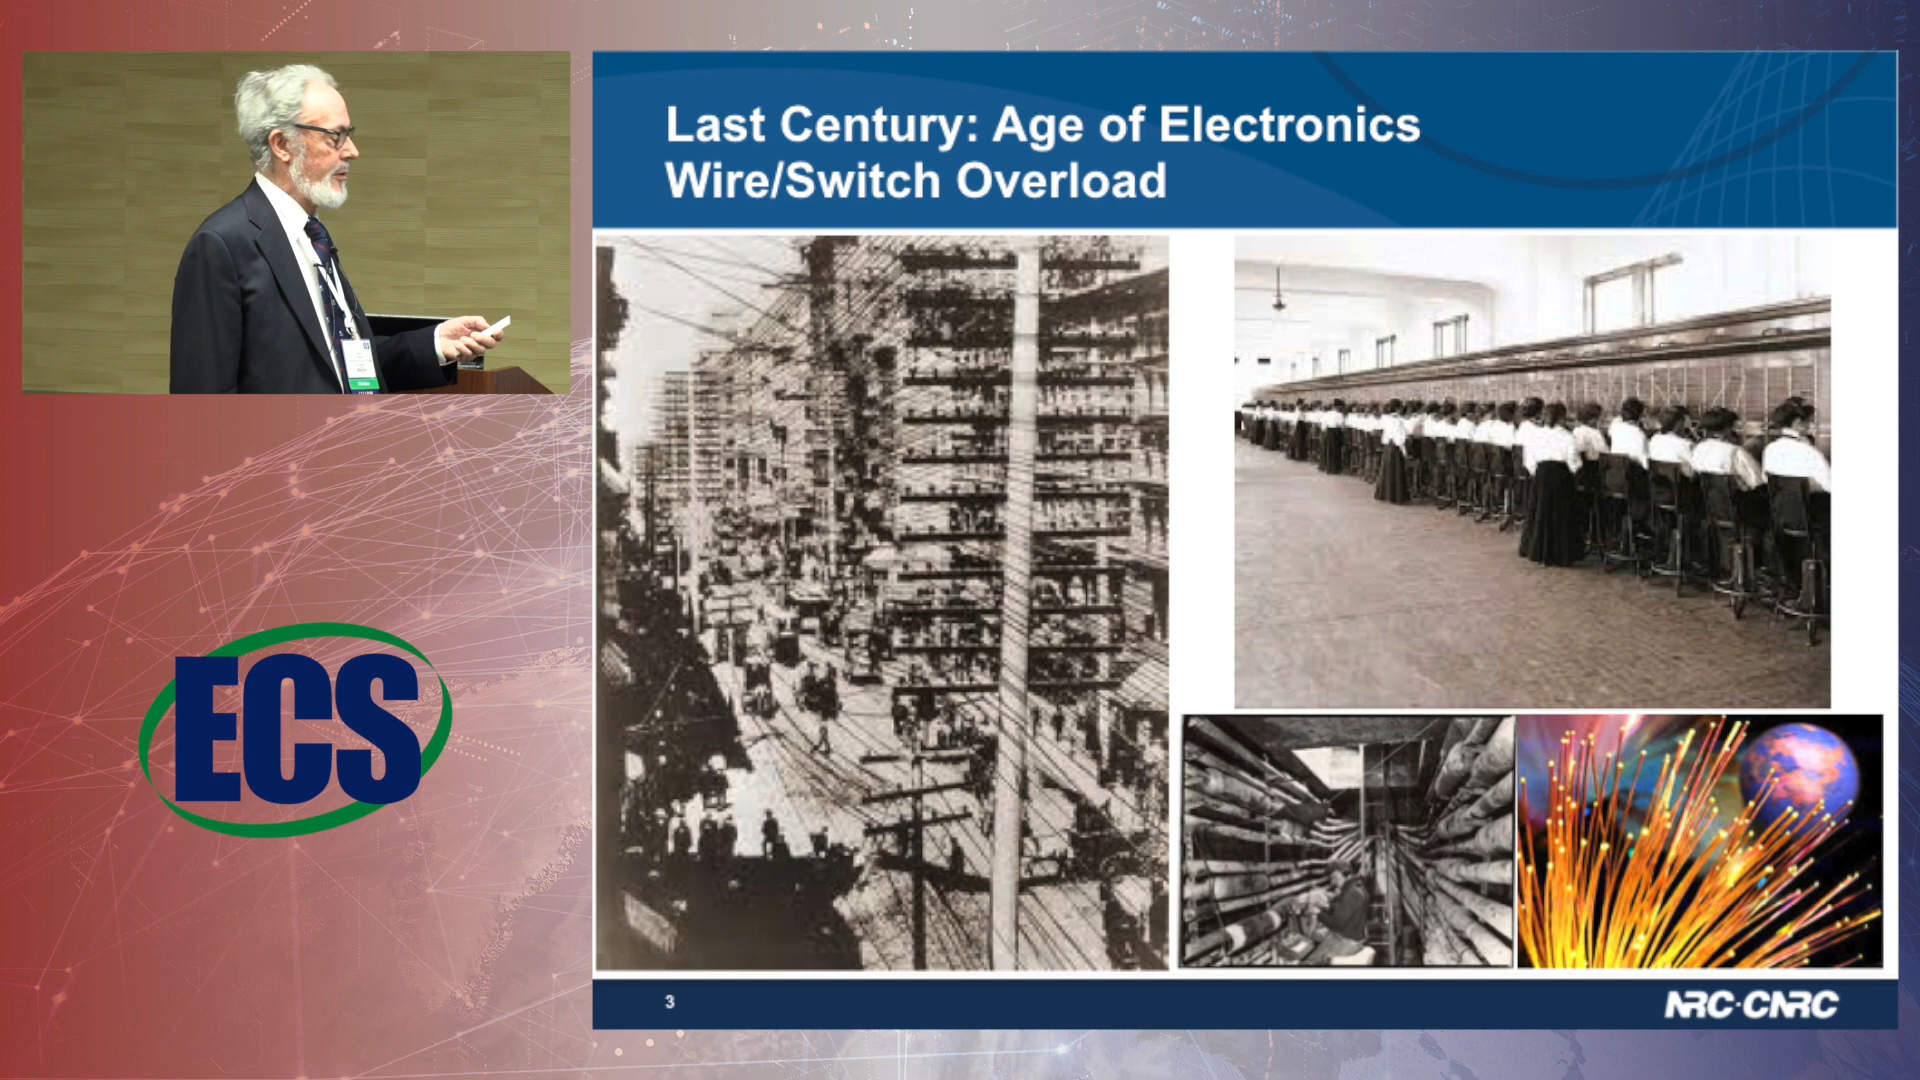 Last Century: Age of Electronics
Wire/Switch Overload
ECS
3
NRC·CNRC